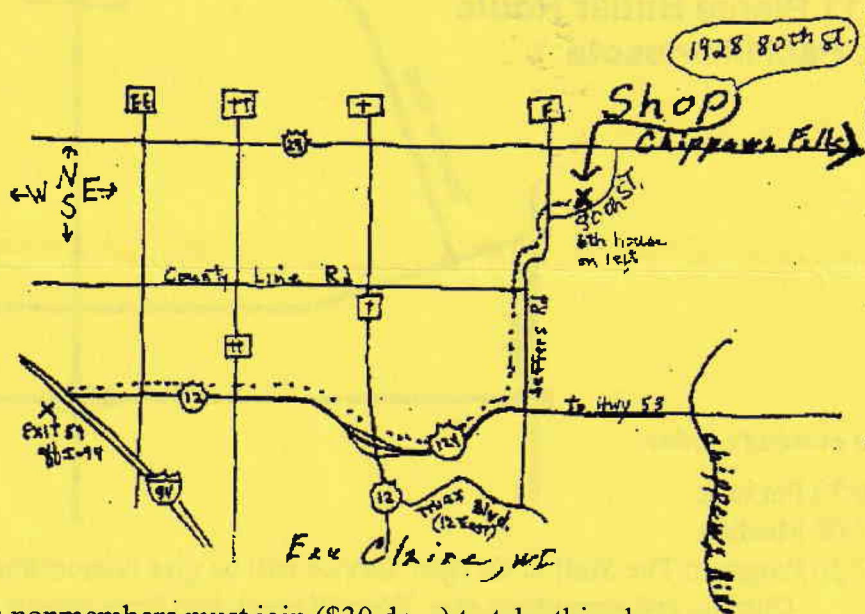 1928 80th St.
Shop
EE
TT
T
F
29
Chippewa Falls
N
W E
S
80th St.
6th house
on left
County Line Rd
T
TT
Jeffers Rd
12
to Hwy 53
X
Exit 59
off I-94
124
94
12
Truax Blvd.
(12 East)
Chippewa
Eau Claire, WI
nonmembers must join ($20 dues) to take this class